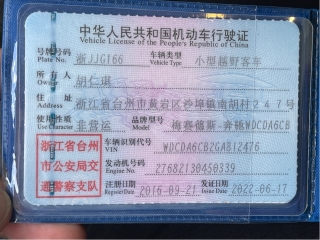 中华人民共和国机动车行驶证
Vehicle License of the People's Republic of China
号牌号码 浙JJG166 车辆类型 小型越野客车
Plate No. Vehicle Type
所有人 胡仁琪
Owner
住址 浙江省台州市黄岩区沙埠镇南胡村247号
Address
使用性质 非营运 品牌型号 梅赛德斯-奔驰WDCDA6CB
Use Character Model
浙江省台州
市公安局交
通警察支队
车辆识别代号 WDCDA6CB2GA812476
VIN
发动机号码 27682130450339
Engine No.
注册日期 2016-09-21 发证日期 2022-06-17
Register Date Issue Date